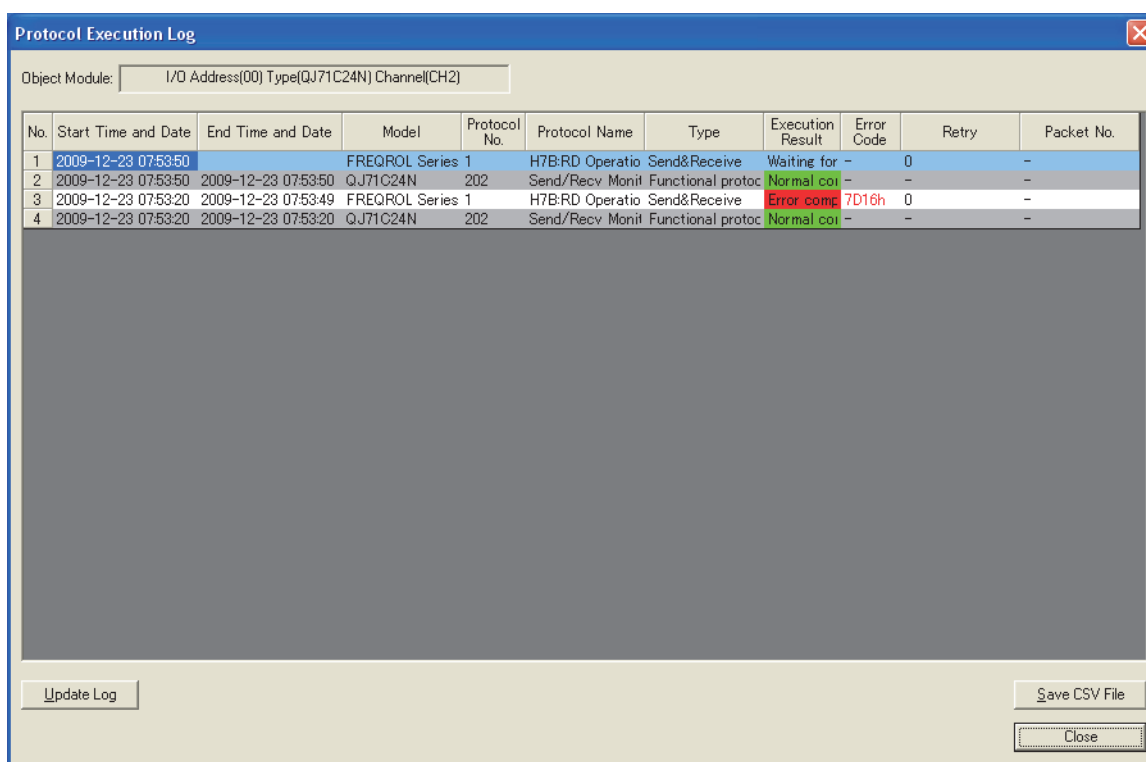 Protocol Execution Log
Object Module: I/O Address(00) Type(QJ71C24N) Channel(CH2)
No. Start Time and Date End Time and Date Model Protocol No. Protocol Name Type Execution Result Error Code Retry Packet No.
1 2009-12-23 07:53:50 FREQROL Series 1 H7B:RD Operatio Send&Receive Waiting for - 0 -
2 2009-12-23 07:53:50 2009-12-23 07:53:50 QJ71C24N 202 Send/Recv Monit Functional protoc Normal coi - - -
3 2009-12-23 07:53:20 2009-12-23 07:53:49 FREQROL Series 1 H7B:RD Operatio Send&Receive Error comp 7D16h 0 -
4 2009-12-23 07:53:20 2009-12-23 07:53:20 QJ71C24N 202 Send/Recv Monit Functional protoc Normal coi - - -
Update Log
Save CSV File
Close